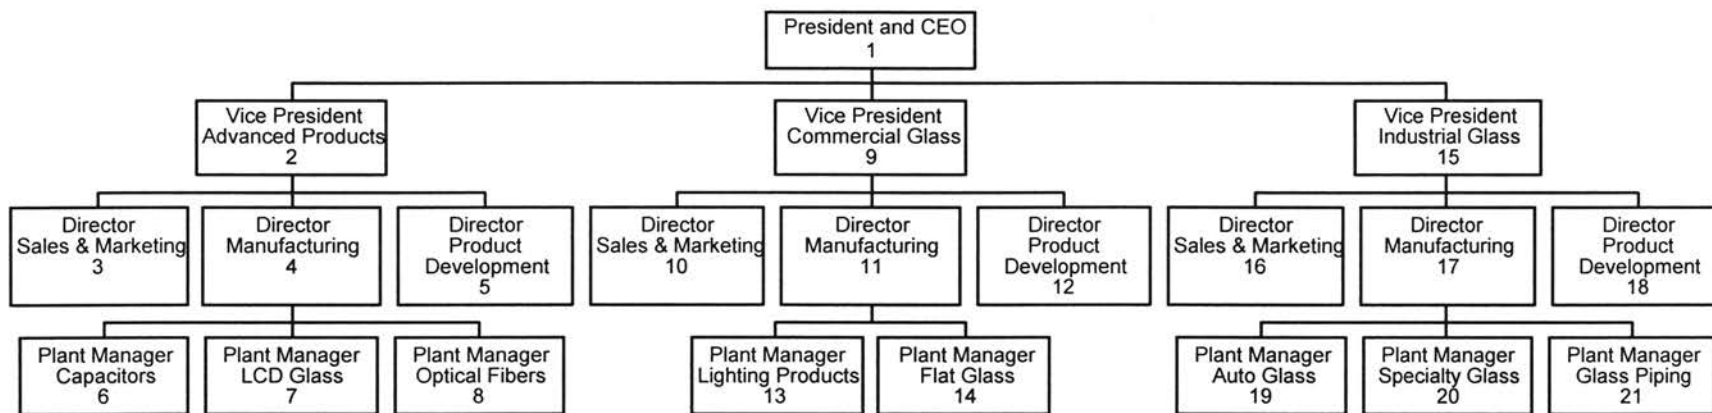 President and CEO
1
Vice President
Advanced Products
2
Vice President
Commercial Glass
9
Vice President
Industrial Glass
15
Director
Sales & Marketing
3
Director
Manufacturing
4
Director
Product
Development
5
Director
Sales & Marketing
10
Director
Manufacturing
11
Director
Product
Development
12
Director
Sales & Marketing
16
Director
Manufacturing
17
Director
Product
Development
18
Plant Manager
Capacitors
6
Plant Manager
LCD Glass
7
Plant Manager
Optical Fibers
8
Plant Manager
Lighting Products
13
Plant Manager
Flat Glass
14
Plant Manager
Auto Glass
19
Plant Manager
Specialty Glass
20
Plant Manager
Glass Piping
21